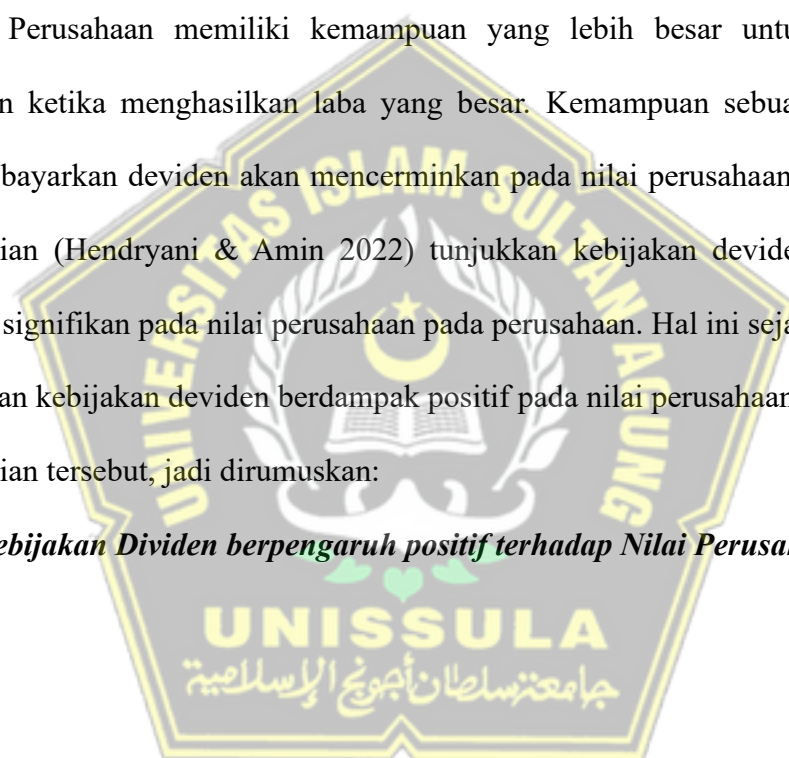 Perusahaan memiliki kemampuan yang lebih besar untu
n ketika menghasilkan laba yang besar. Kemampuan sebua
bayarkan deviden akan mencerminkan pada nilai perusahaan
ian (Hendryani & Amin 2022) tunjukkan kebijakan devide
signifikan pada nilai perusahaan pada perusahaan. Hal ini seja
an kebijakan deviden berdampak positif pada nilai perusahaan
ian tersebut, jadi dirumuskan:
ebijakan Dividen berpengaruh positif terhadap Nilai Perusa
UNIVERSITAS ISLAM SULTAN AGUNG
UNISSULA
جامعننسلطان أجونج الإسلامية